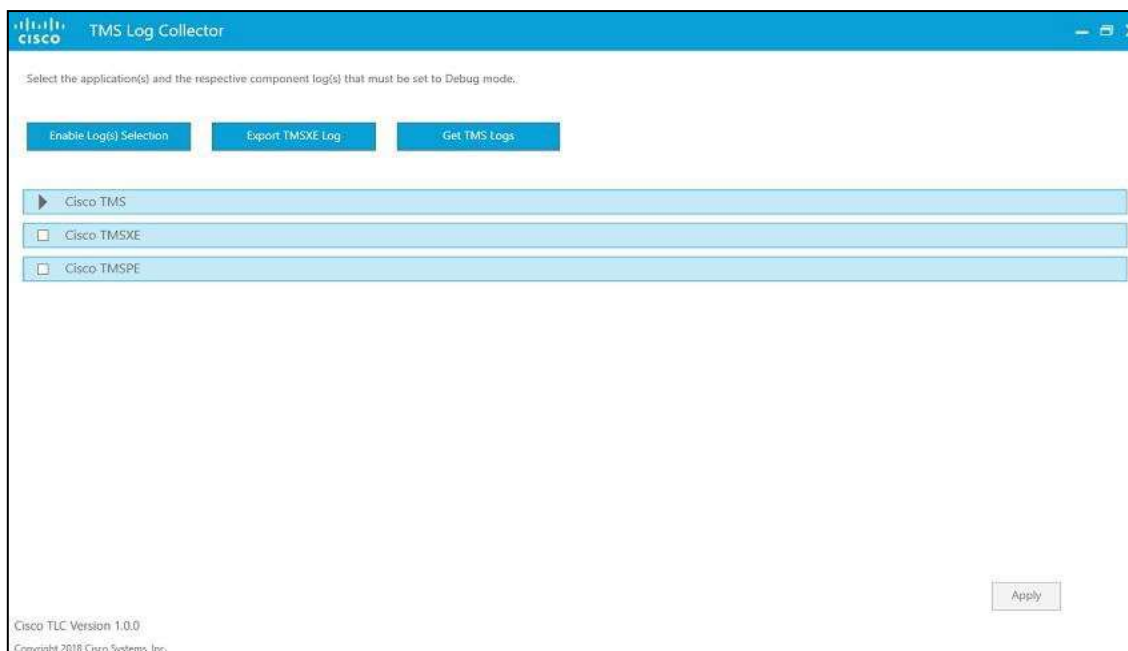 CISCO TMS Log Collector
Select the application(s) and the respective component log(s) that must be set to Debug mode.
Enable Log(s) Selection Export TMSXE Log Get TMS Logs
Cisco TMS
Cisco TMSXE
Cisco TMSPE
Apply
Cisco TLC Version 1.0.0
Copyright 2018 Cisco Systems, Inc.